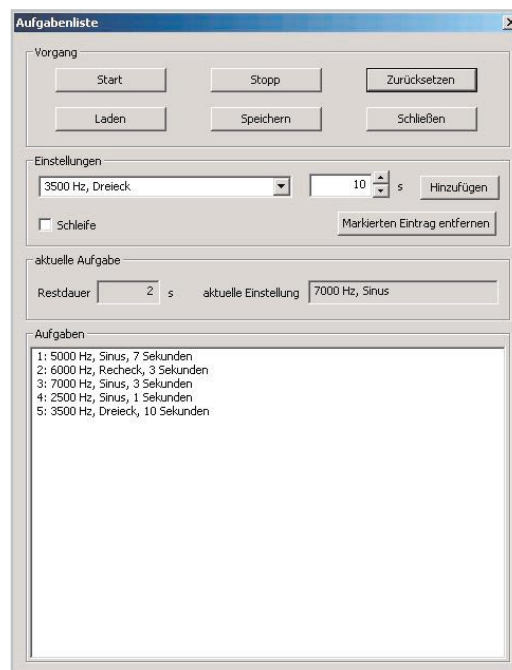 Aufgabenliste
Vorgang
Start Stopp Zurücksetzen
Laden Speichern Schließen
Einstellungen
3500 Hz, Dreieck 10 s Hinzufügen
Schleife Markierten Eintrag entfernen
aktuelle Aufgabe
Restdauer 2 s aktuelle Einstellung 7000 Hz, Sinus
Aufgaben
1: 5000 Hz, Sinus, 7 Sekunden
2: 6000 Hz, Recheck, 3 Sekunden
3: 7000 Hz, Sinus, 3 Sekunden
4: 2500 Hz, Sinus, 1 Sekunden
5: 3500 Hz, Dreieck, 10 Sekunden